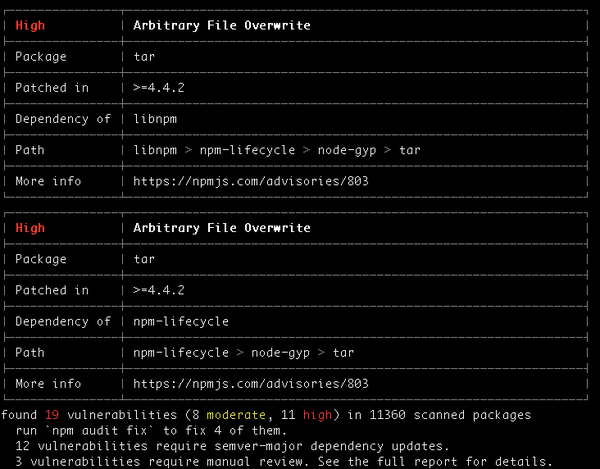 High Arbitrary File Overwrite
Package tar
Patched in >=4.4.2
Dependency of libnpm
Path libnpm > npm-lifecycle > node-gyp > tar
More info https://npmjs.com/advisories/803
High Arbitrary File Overwrite
Package tar
Patched in >=4.4.2
Dependency of npm-lifecycle
Path npm-lifecycle > node-gyp > tar
More info https://npmjs.com/advisories/803
found 19 vulnerabilities (8 moderate, 11 high) in 11360 scanned packages
run `npm audit fix` to fix 4 of them.
12 vulnerabilities require semver-major dependency updates.
3 vulnerabilities require manual review. See the full report for details.